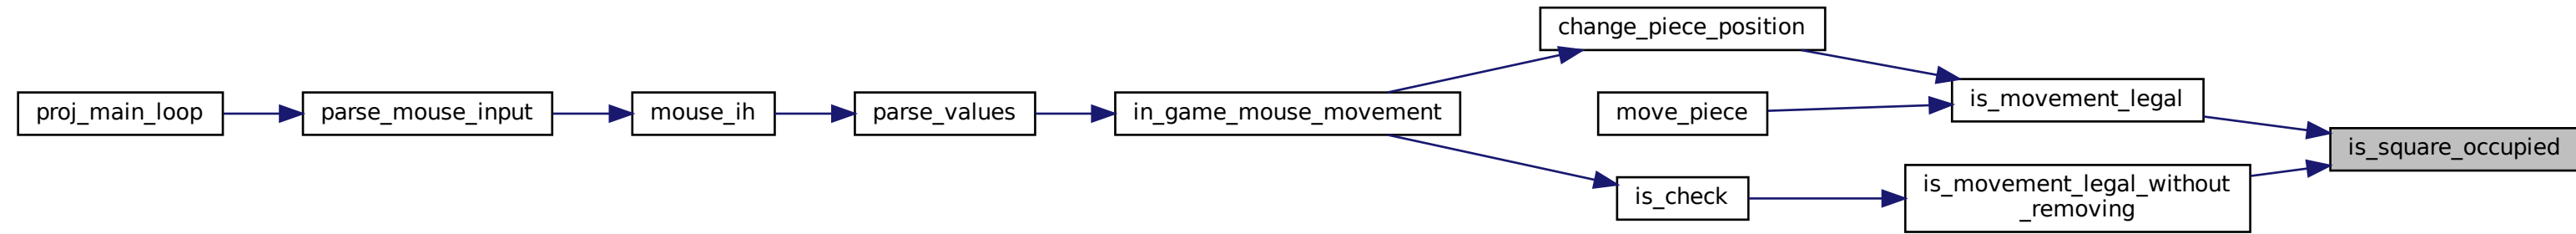 change_piece_position
is_movement_legal
proj_main_loop
parse_mouse_input
mouse_ih
parse_values
in_game_mouse_movement
move_piece
is_square_occupied
is_check
is_movement_legal_without
_removing